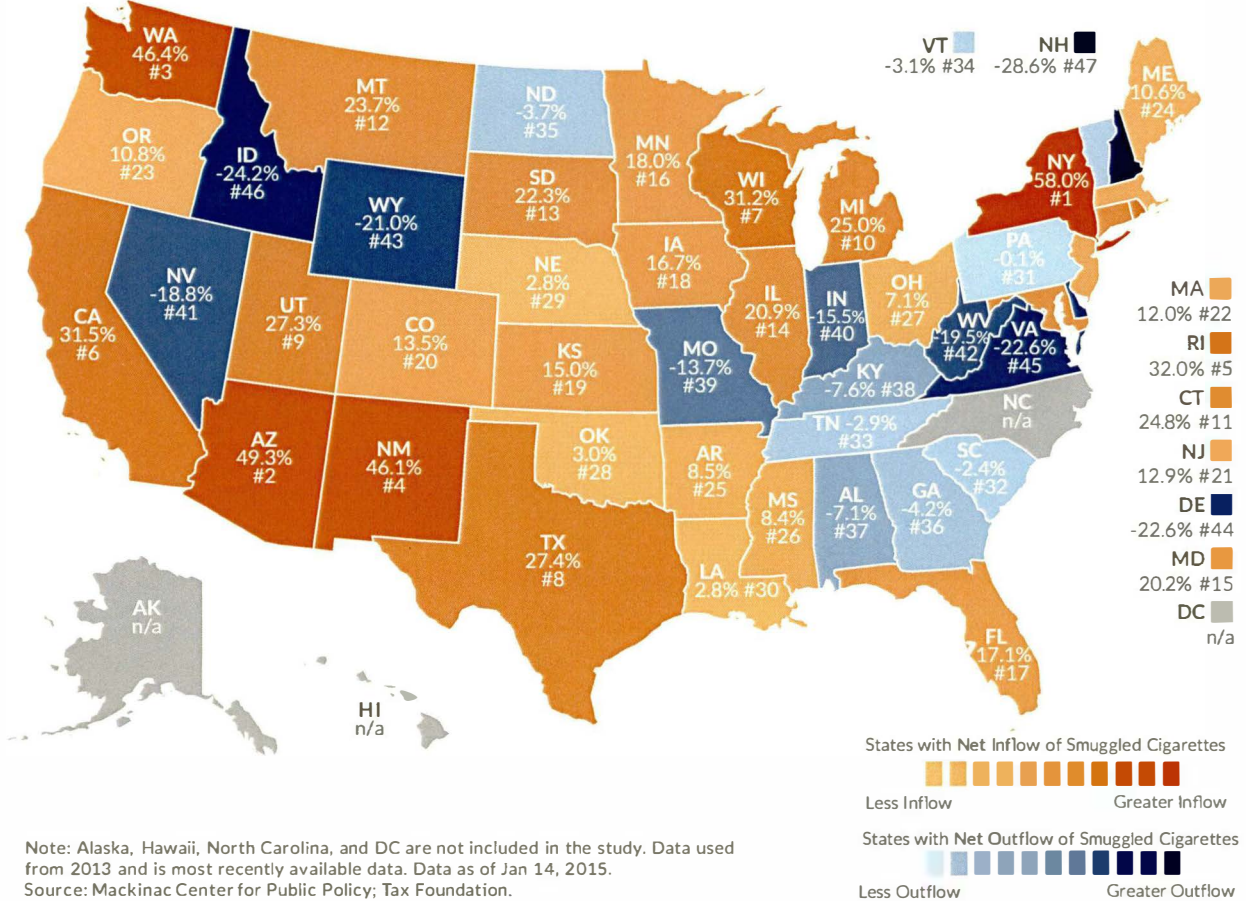 WA
46.4%
#3
MT
23.7%
#12
ND
-3.7%
#35
VT
-3.1% #34
NH
-28.6% #47
ME
10.6%
#24
OR
10.8%
#23
ID
-24.2%
#46
MN
18.0%
#16
WI
31.2%
#7
NY
58.0%
#1
SD
22.3%
#13
WY
-21.0%
#43
MI
25.0%
#10
PA
-0.1%
#31
IA
16.7%
#18
NE
2.8%
#29
NV
-18.8%
#41
UT
27.3%
#9
CA
31.5%
#6
CO
13.5%
#20
IL
20.9%
#14
IN
-15.5%
#40
OH
7.1%
#27
WV
-19.5%
#42
VA
-22.6%
#45
KS
15.0%
#19
MO
-13.7%
#39
KY
-7.6% #38
NC
n/a
TN -2.9%
#33
AZ
49.3%
#2
NM
46.1%
#4
OK
3.0%
#28
AR
8.5%
#25
SC
-2.4%
#32
MS
8.4%
#26
AL
-7.1%
#37
GA
-4.2%
#36
TX
27.4%
#8
LA
2.8% #30
FL
17.1%
#17
AK
n/a
HI
n/a
MA
12.0% #22
RI
32.0% #5
CT
24.8% #11
NJ
12.9% #21
DE
-22.6% #44
MD
20.2% #15
DC
n/a
States with Net Inflow of Smuggled Cigarettes
Less Inflow
Greater Inflow
States with Net Outflow of Smuggled Cigarettes
Less Outflow
Greater Outflow
Note: Alaska, Hawaii, North Carolina, and DC are not included in the study. Data used
from 2013 and is most recently available data. Data as of Jan 14, 2015.
Source: Mackinac Center for Public Policy; Tax Foundation.